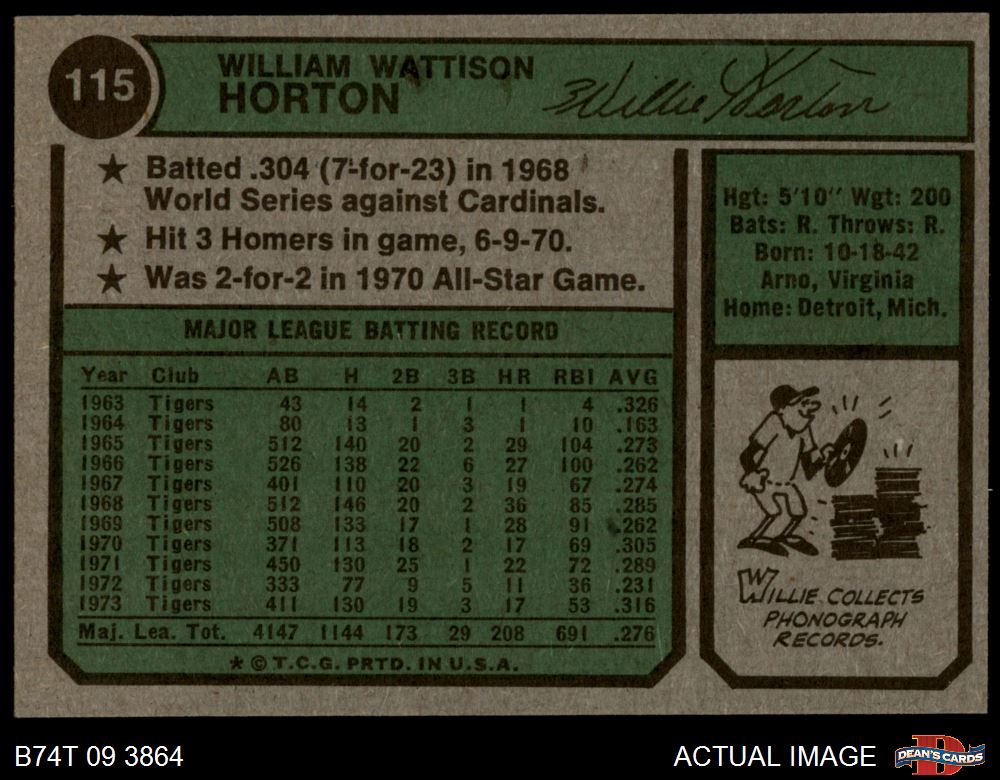 115
WILLIAM WATTISON
HORTON
Willie Horton
★ Batted .304 (7-for-23) in 1968
World Series against Cardinals.
★ Hit 3 Homers in game, 6-9-70.
★ Was 2-for-2 in 1970 All-Star Game.
Hgt: 5'10'' Wgt: 200
Bats: R. Throws: R.
Born: 10-18-42
Arno, Virginia
Home: Detroit, Mich.
MAJOR LEAGUE BATTING RECORD
Year Club AB H 2B 3B HR RBI AVG
1963 Tigers 43 14 2 1 1 4 .326
1964 Tigers 80 13 1 3 1 10 .163
1965 Tigers 512 140 20 2 29 104 .273
1966 Tigers 526 138 22 6 27 100 .262
1967 Tigers 401 110 20 3 19 67 .274
1968 Tigers 512 146 20 2 36 85 .285
1969 Tigers 508 133 17 1 28 91 .262
1970 Tigers 371 113 18 2 17 69 .305
1971 Tigers 450 130 25 1 22 72 .289
1972 Tigers 333 77 9 5 11 36 .231
1973 Tigers 411 130 19 3 17 53 .316
Maj. Lea. Tot. 4147 1144 173 29 208 691 .276
★ © T.C.G. PRTD. IN U.S.A.
WILLIE COLLECTS
PHONOGRAPH
RECORDS.
B74T 09 3864
ACTUAL IMAGE
D
DEAN'S CARDS